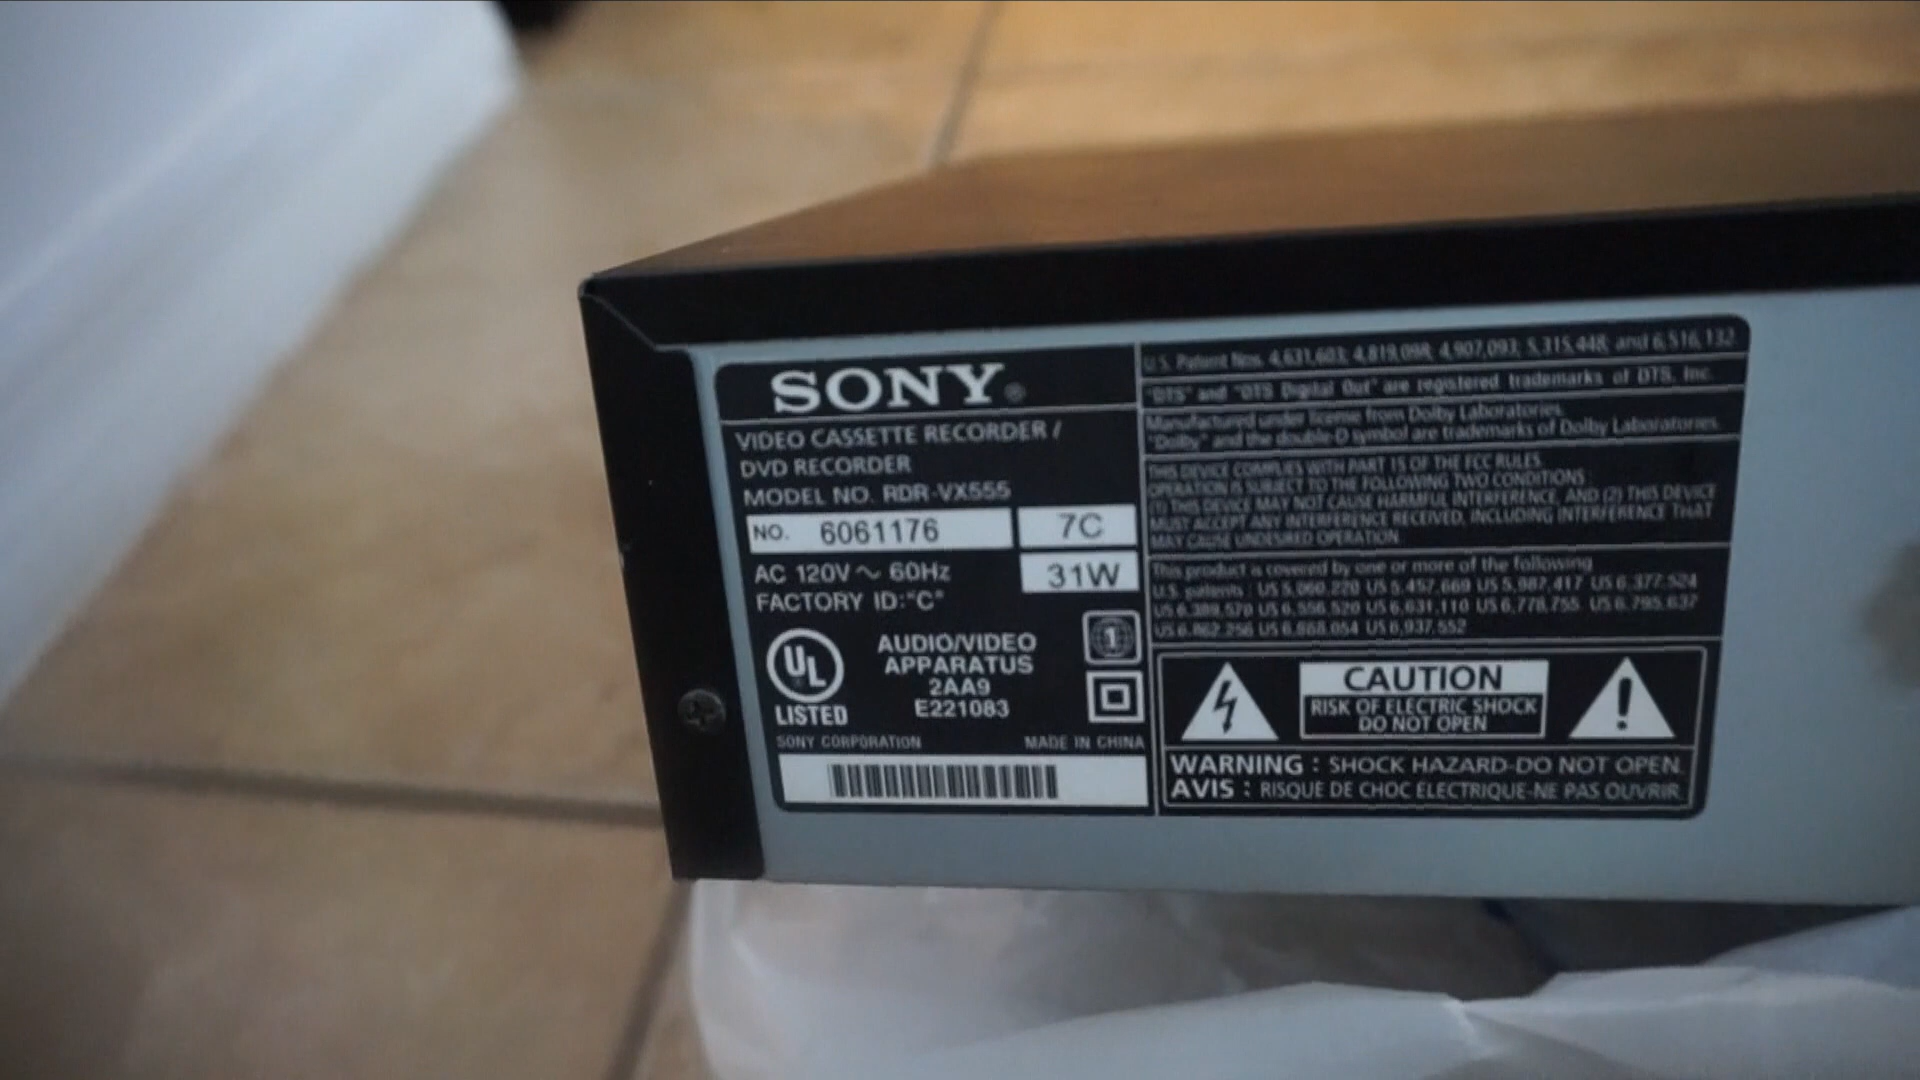 SONY®
VIDEO CASSETTE RECORDER /
DVD RECORDER
MODEL NO. RDR-VX555
NO. 6061176 7C
AC 120V ~ 60Hz 31W
FACTORY ID:"C"
UL
LISTED
AUDIO/VIDEO
APPARATUS
2AA9
E221083
1
SONY CORPORATION MADE IN CHINA
U.S. Patent Nos. 4,631,603; 4,819,098; 4,907,093; 5,315,448; and 6,516,132.
"DTS" and "DTS Digital Out" are registered trademarks of DTS, Inc.
Manufactured under license from Dolby Laboratories.
"Dolby" and the double-D symbol are trademarks of Dolby Laboratories.
THIS DEVICE COMPLIES WITH PART 15 OF THE FCC RULES.
OPERATION IS SUBJECT TO THE FOLLOWING TWO CONDITIONS :
(1) THIS DEVICE MAY NOT CAUSE HARMFUL INTERFERENCE, AND (2) THIS DEVICE
MUST ACCEPT ANY INTERFERENCE RECEIVED, INCLUDING INTERFERENCE THAT
MAY CAUSE UNDESIRED OPERATION.
This product is covered by one or more of the following
U.S. patents : US 5,060,220 US 5,457,669 US 5,987,417 US 6,377,524
US 6,389,570 US 6,556,520 US 6,631,110 US 6,778,755 US 6,795,637
US 6,862,256 US 6,868,054 US 6,937,552
CAUTION
RISK OF ELECTRIC SHOCK
DO NOT OPEN
WARNING : SHOCK HAZARD-DO NOT OPEN.
AVIS : RISQUE DE CHOC ELECTRIQUE-NE PAS OUVRIR.